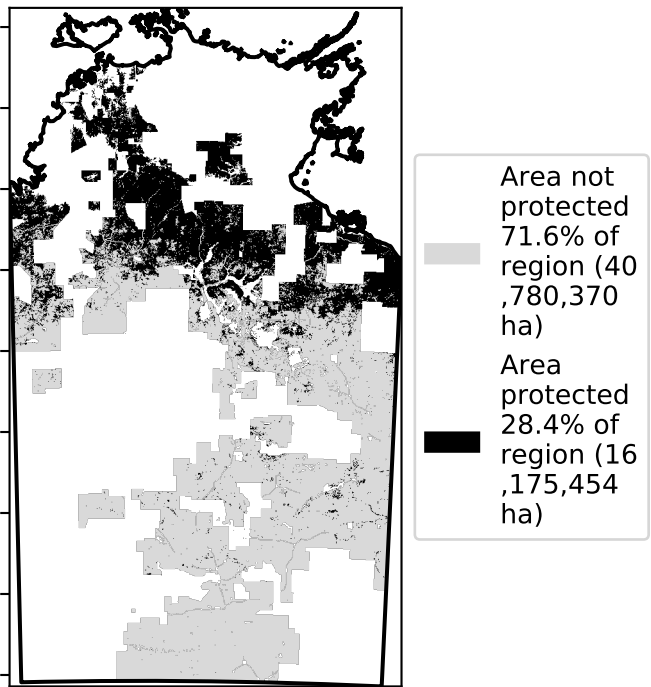 Area not
protected
71.6% of
region (40
,780,370
ha)
Area
protected
28.4% of
region (16
,175,454
ha)